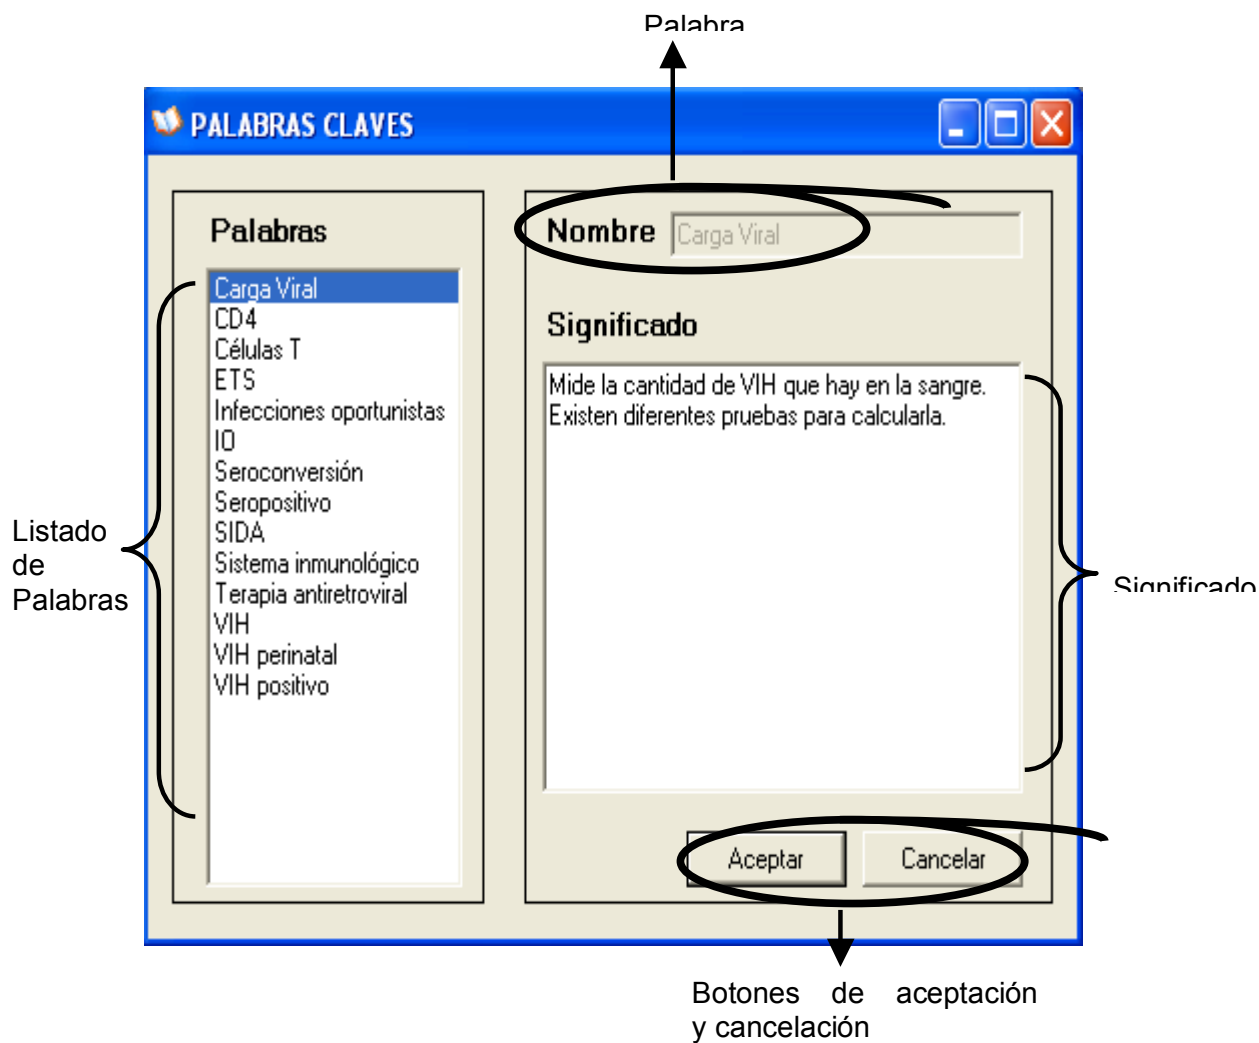 Palabra
PALABRAS CLAVES
Palabras
Carga Viral
CD4
Células T
ETS
Infecciones oportunistas
IO
Seroconversión
Seropositivo
SIDA
Sistema inmunológico
Terapia antiretroviral
VIH
VIH perinatal
VIH positivo
Nombre Carga Viral
Significado
Mide la cantidad de VIH que hay en la sangre.
Existen diferentes pruebas para calcularla.
Aceptar Cancelar
Listado
de
Palabras
Significado
Botones de aceptación
y cancelación